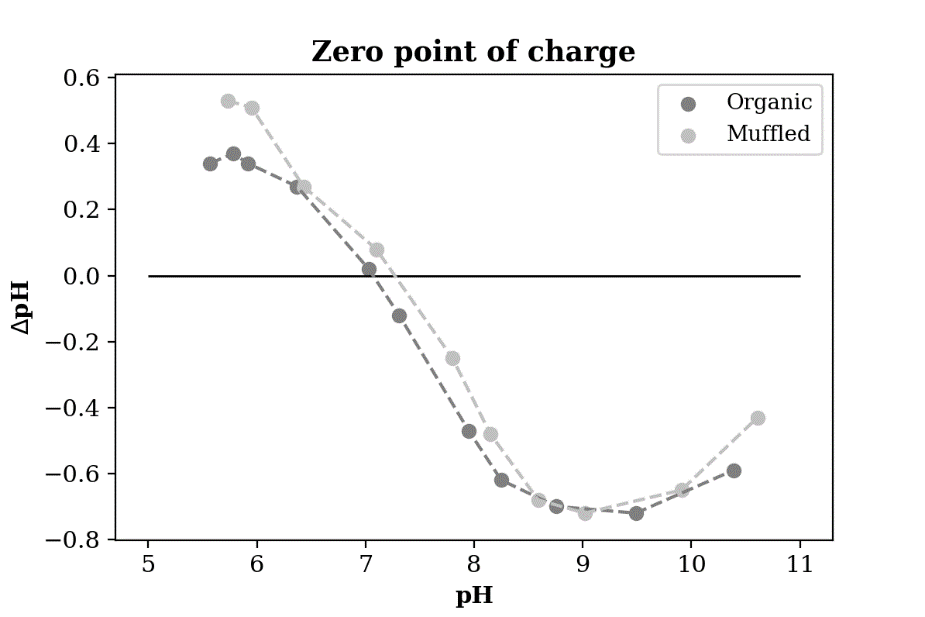 Zero point of charge
0.6
0.4
0.2
0.0
−0.2
−0.4
−0.6
−0.8
ΔpH
Organic
Muffled
5 6 7 8 9 10 11
pH